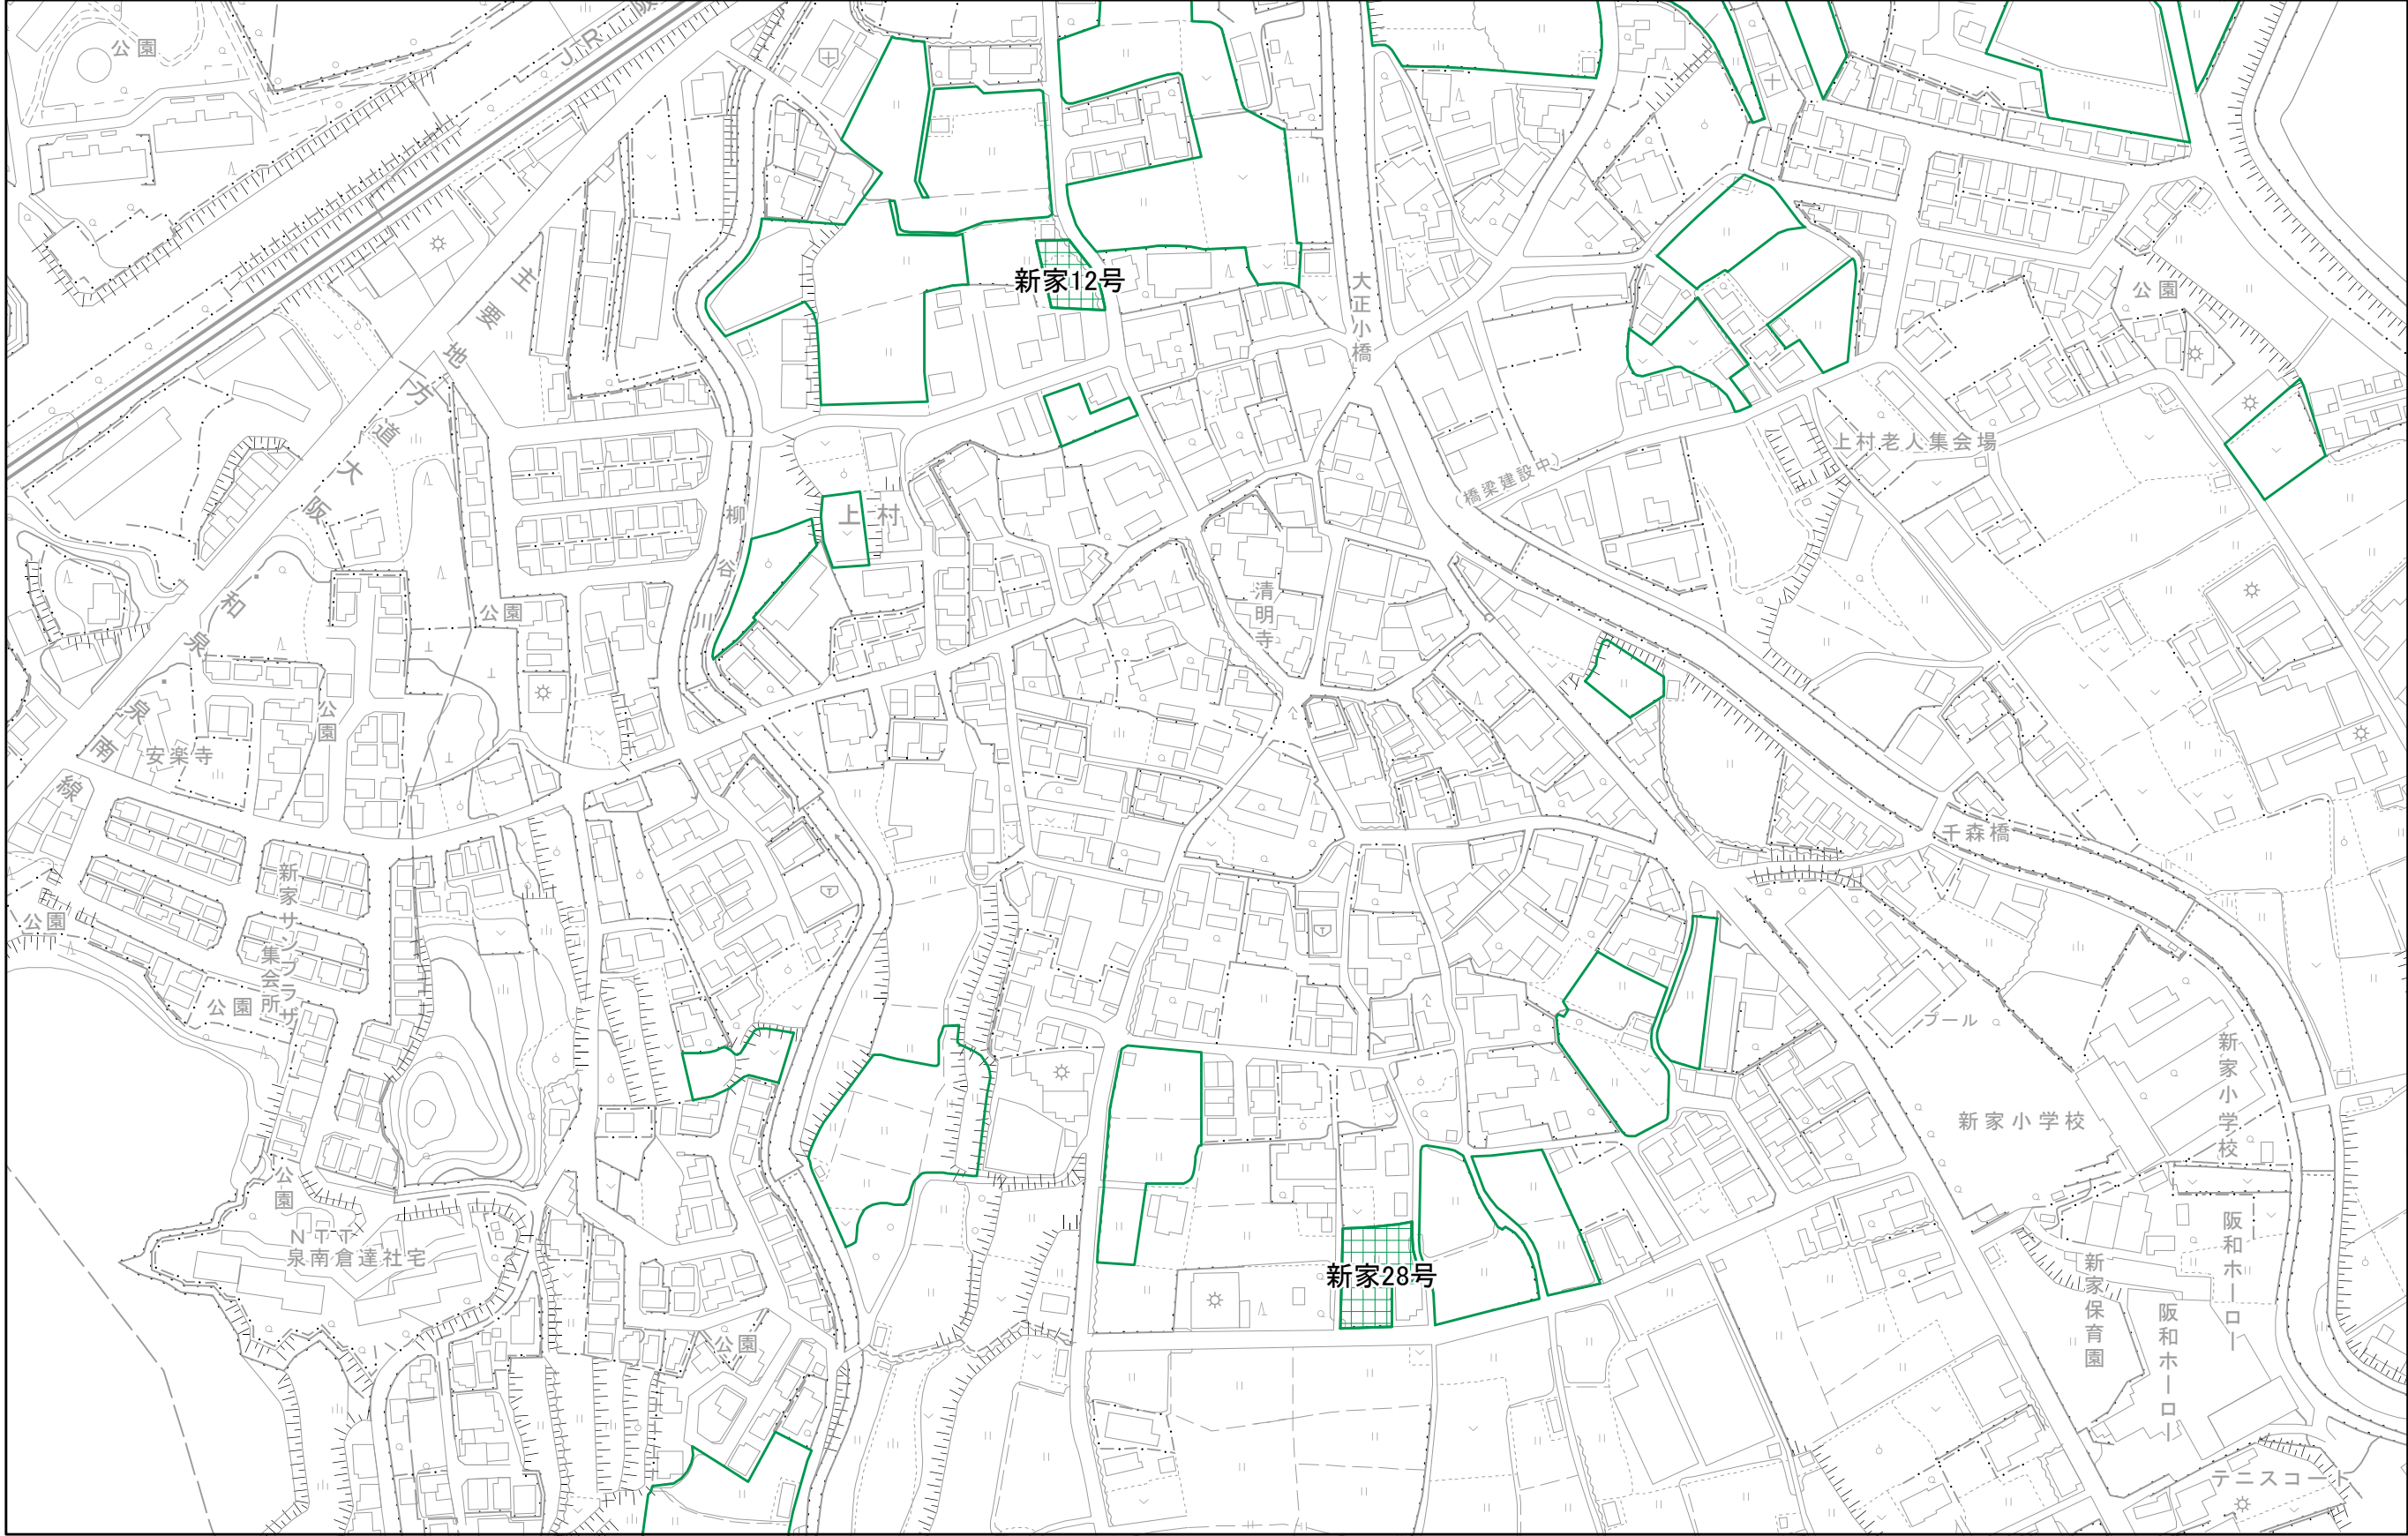 公園
JR阪
新家12号
主要地方道大阪和泉泉南線
大正小橋
公園
上村老人集会場
(橋梁建設中)
上村
柳谷川
清明寺
公園
公園
安楽寺
千森橋
新家サンプラザ
集会所
公園
公園
プール
新家小学校
新家小学校
公園
NTT
泉南倉達社宅
新家28号
阪和ホーロー
新家保育園
阪和ホーロー
公園
テニスコート